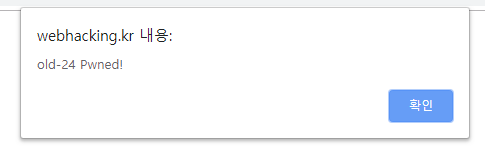 webhacking.kr 내용:
old-24 Pwned!
확인